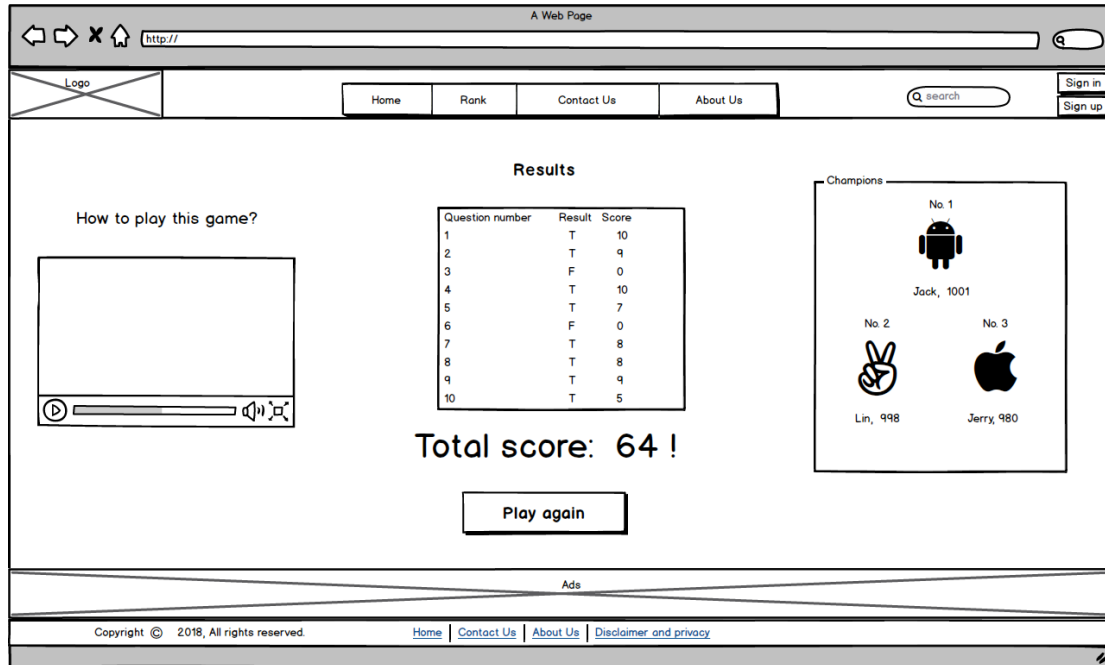 A Web Page
http://
Logo
Home Rank Contact Us About Us
search
Sign in
Sign up
Results
How to play this game?
Question number Result Score
1 T 10
2 T 9
3 F 0
4 T 10
5 T 7
6 F 0
7 T 8
8 T 8
9 T 9
10 T 5
Total score: 64 !
Play again
Champions
No. 1
Jack, 1001
No. 2 No. 3
Lin, 998 Jerry, 980
Ads
Copyright © 2018, All rights reserved. Home Contact Us About Us Disclaimer and privacy